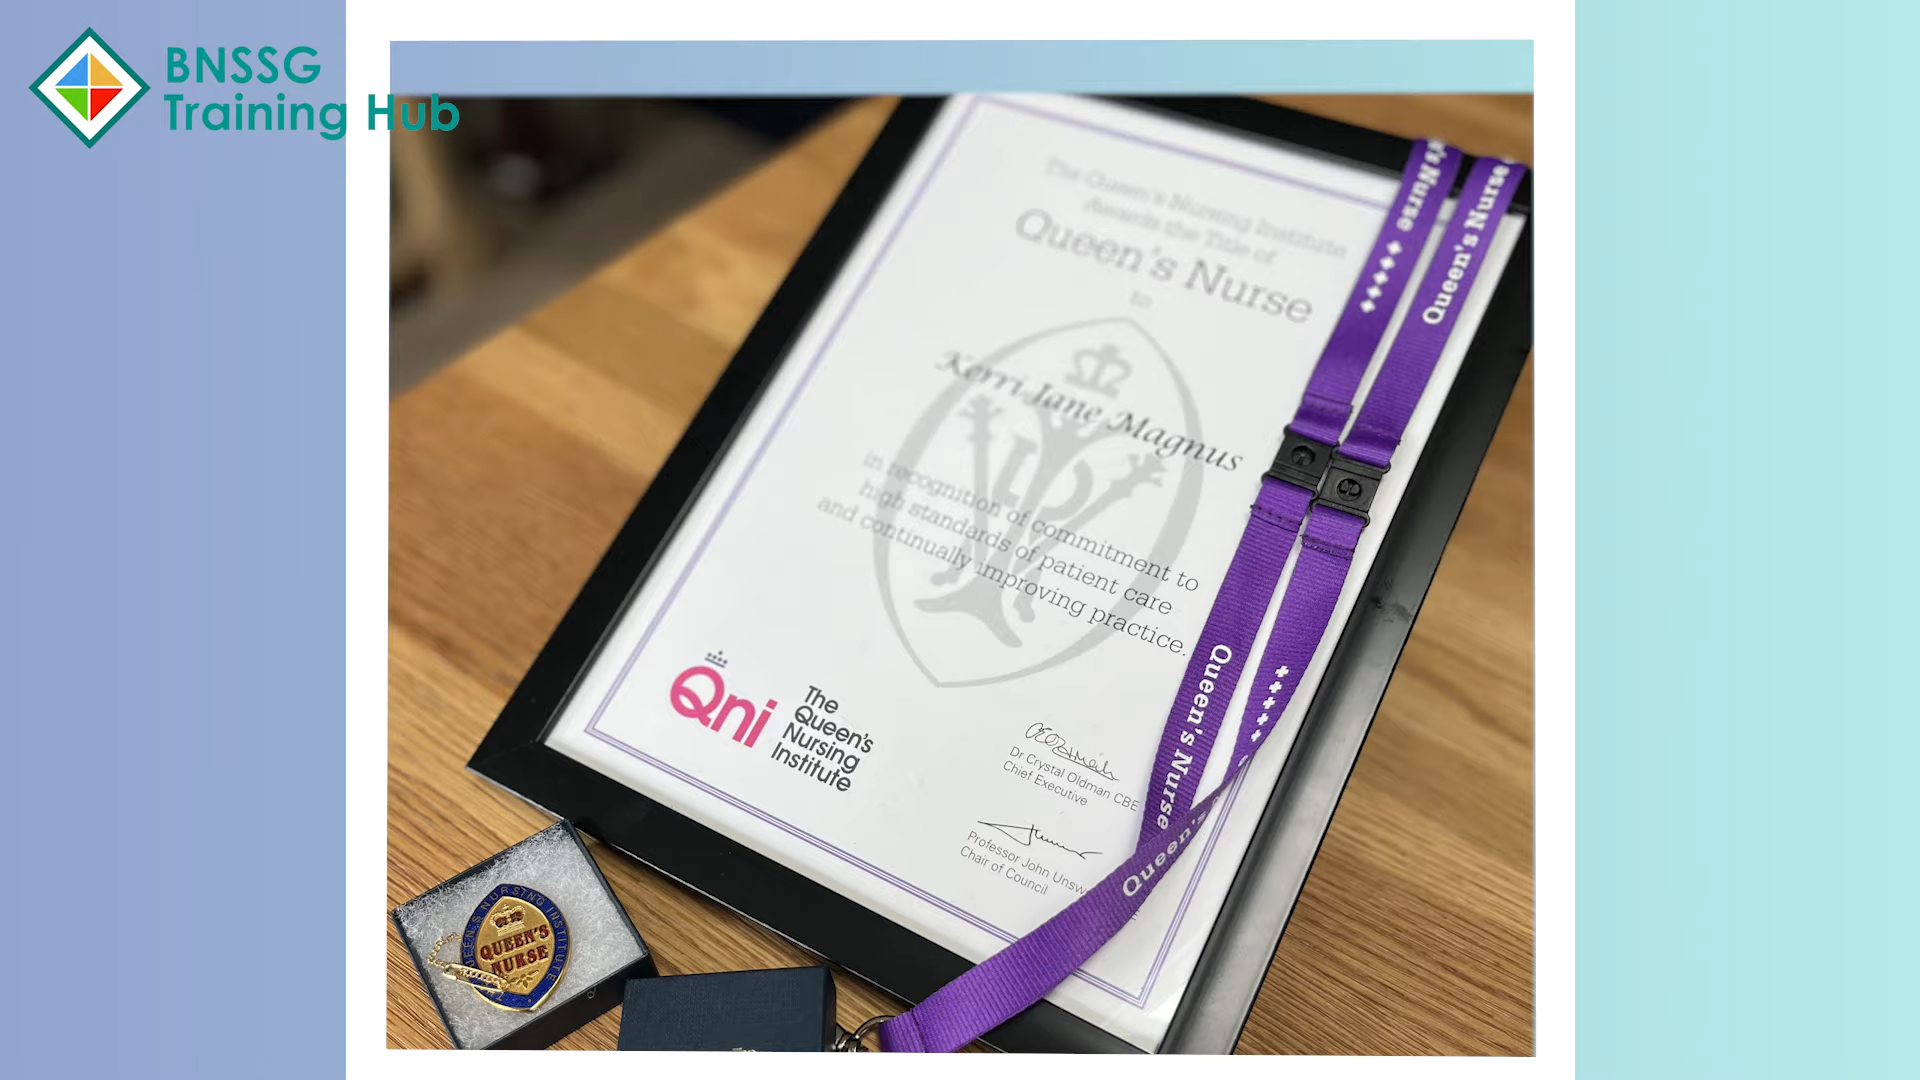 BNSSG
Training Hub
The Queen's Nursing Institute
Awards the Title of
Queen's Nurse
to
Kerri Jane Magnus
in recognition of commitment to
high standards of patient care
and continually improving practice.
Qni
The
Queen's
Nursing
Institute
Dr Crystal Oldman CBE
Chief Executive
Professor John Unsw
Chair of Council
's Nurse
Queen's Nurse
Queen's Nurse
Queen's
QUEEN'S NURSING INSTITUTE
QUEEN'S
NURSE